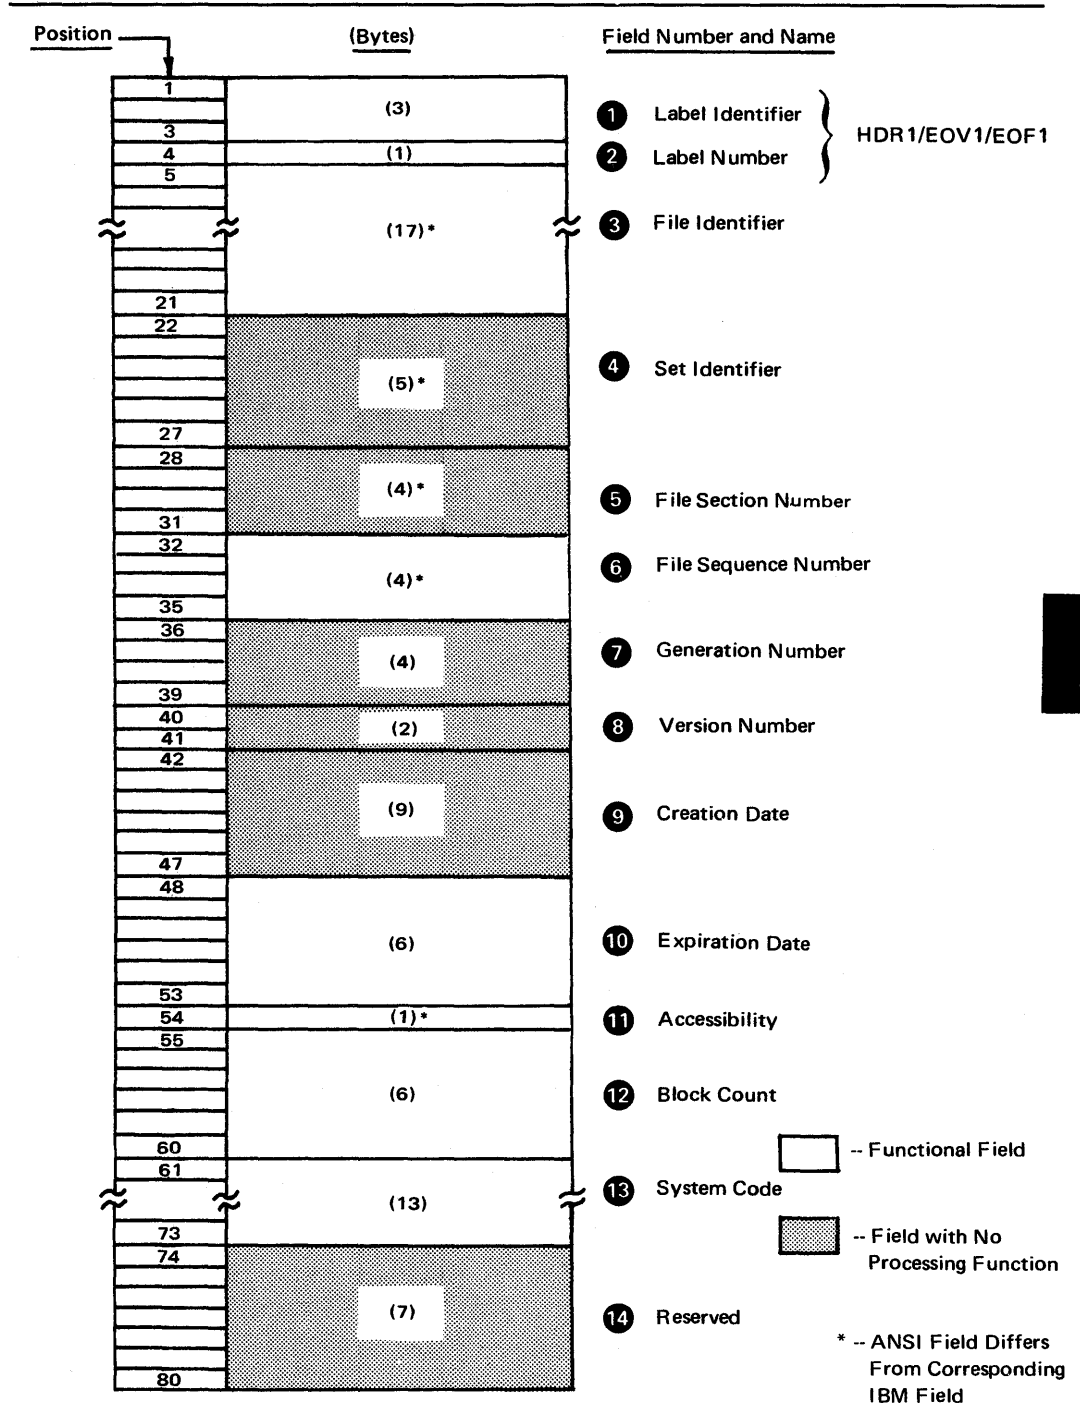 Position (Bytes) Field Number and Name
1
(3)
1 Label Identifier
3
HDR1/EOV1/EOF1
4 (1) 2 Label Number
5
(17)* 3 File Identifier
21
22
(5)* 4 Set Identifier
27
28
(4)* 5 File Section Number
31
32
(4)* 6 File Sequence Number
35
36
(4) 7 Generation Number
39
40
(2) 8 Version Number
41
42
(9) 9 Creation Date
47
48
(6) 10 Expiration Date
53
54 (1)* 11 Accessibility
55
(6) 12 Block Count
60
-- Functional Field
61
(13) 13 System Code
73
-- Field with No
Processing Function
74
(7) 14 Reserved
80
* -- ANSI Field Differs
From Corresponding
IBM Field